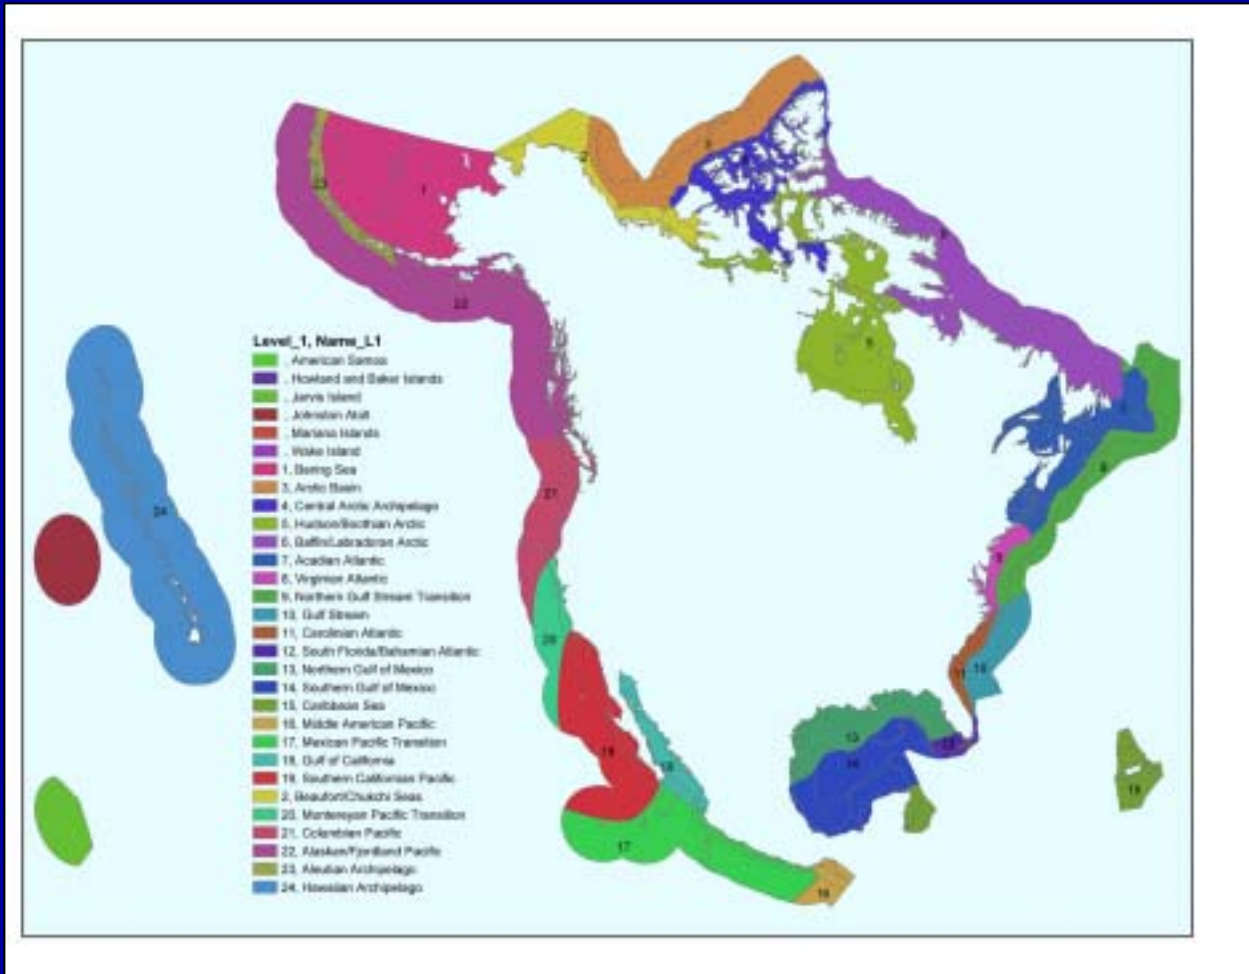 1
2
3
23
6
22
5
Level_1, Name_L1
, American Samoa
, Howland and Baker Islands
, Jarvis Island
, Johnston Atoll
, Mariana Islands
, Wake Island
1, Bering Sea
3, Arctic Basin
4, Central Arctic Archipelago
5, Hudson/Boothian Arctic
6, Baffin/Labradoran Arctic
7, Acadian Atlantic
8, Virginian Atlantic
9, Northern Gulf Stream Transition
10, Gulf Stream
11, Carolinian Atlantic
12, South Florida/Bahamian Atlantic
13, Northern Gulf of Mexico
14, Southern Gulf of Mexico
15, Caribbean Sea
16, Middle American Pacific
17, Mexican Pacific Transition
18, Gulf of California
19, Southern Californian Pacific
2, Beaufort/Chukchi Seas
20, Montereyan Pacific Transition
21, Columbian Pacific
22, Alaskan/Fjordland Pacific
23, Aleutian Archipelago
24, Hawaiian Archipelago
7
9
21
24
8
20
11
10
13
12
14
19
18
15
17
16